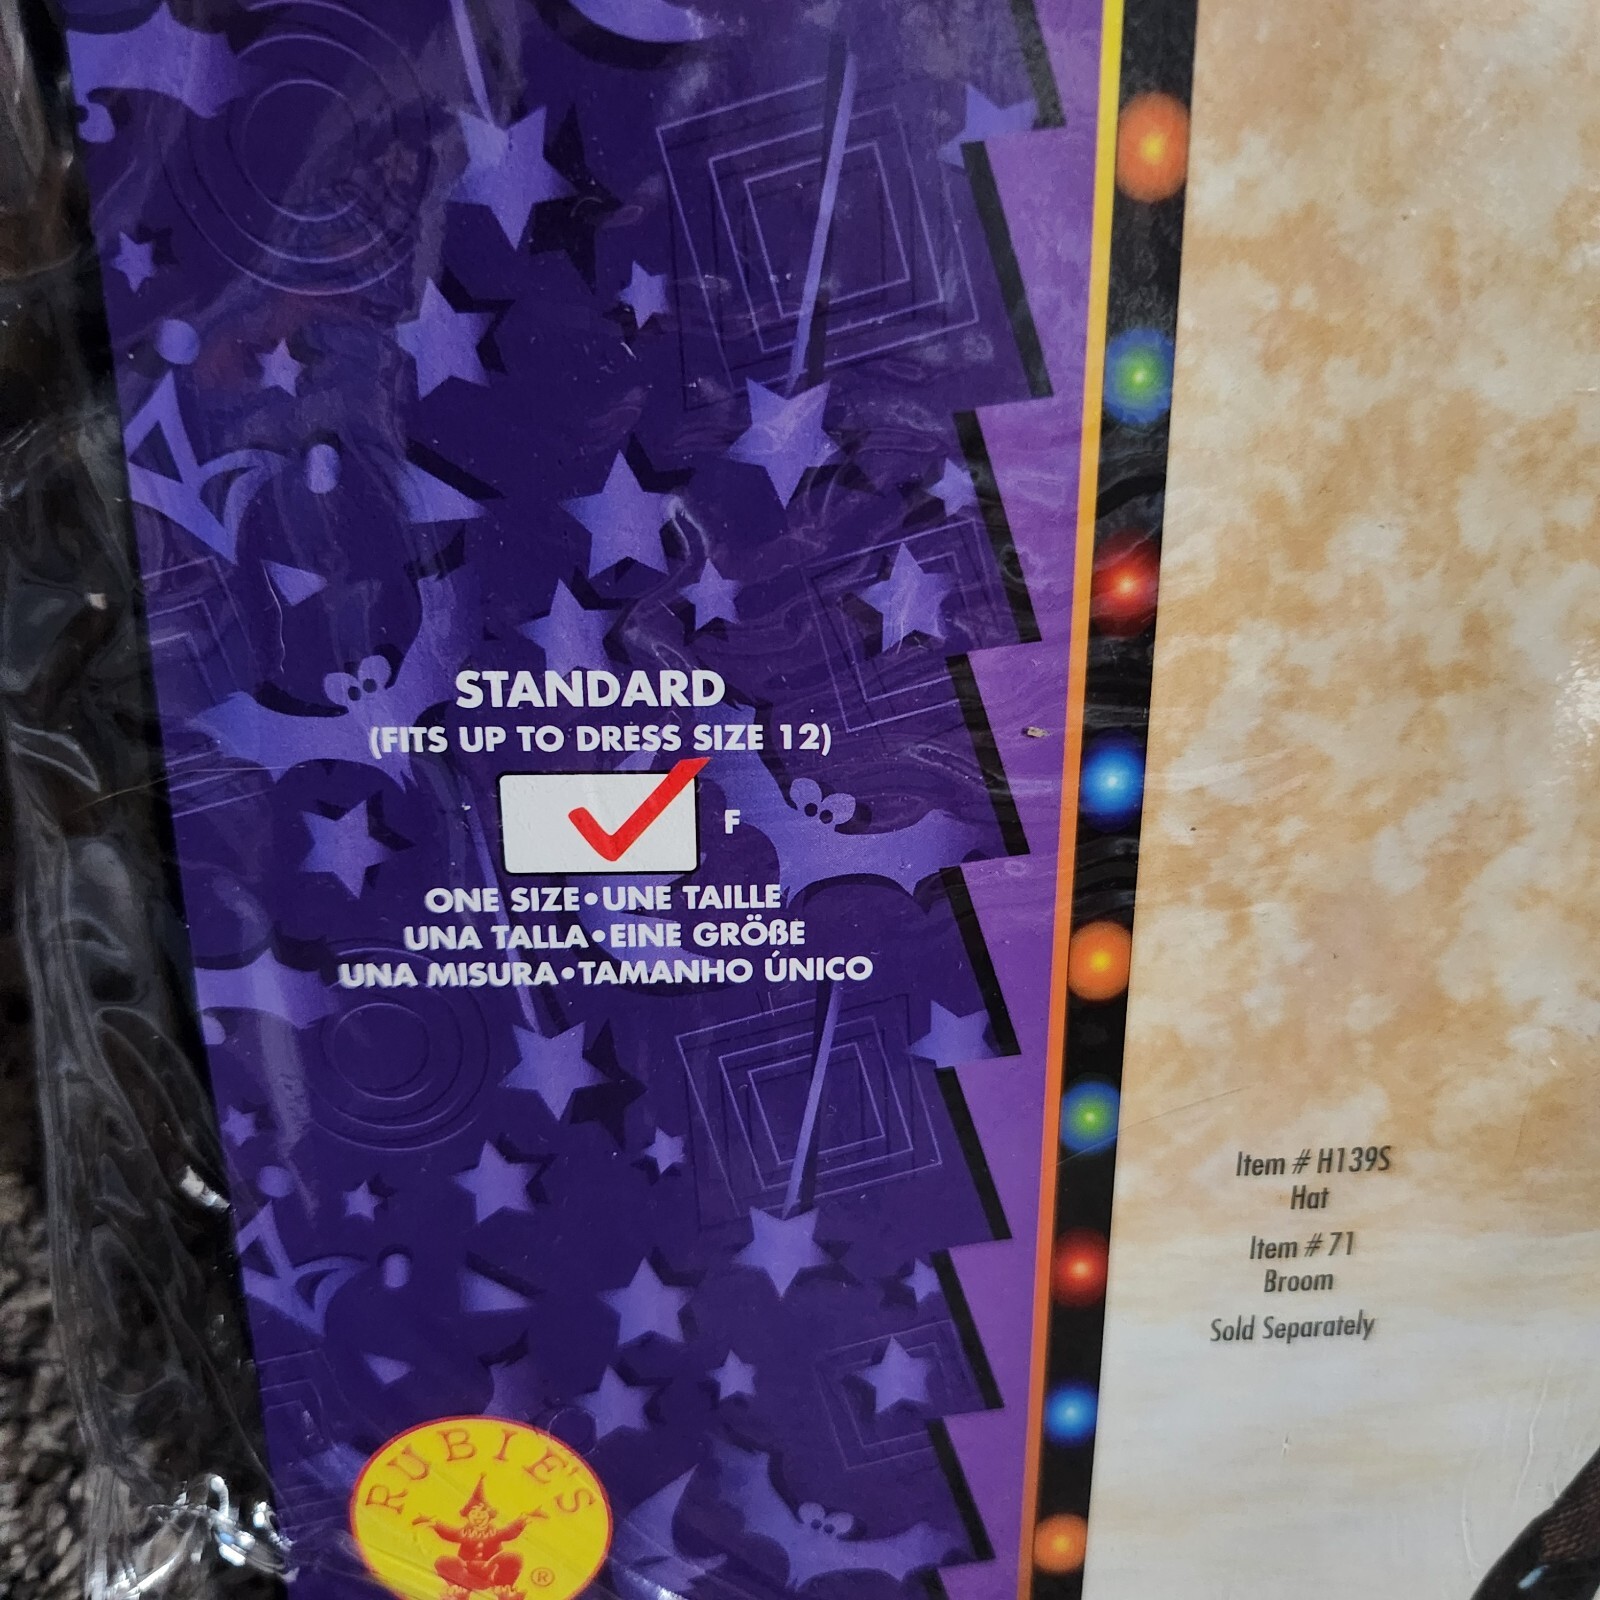 STANDARD
(FITS UP TO DRESS SIZE 12)
F
ONE SIZE•UNE TAILLE
UNA TALLA•EINE GRÖßE
UNA MISURA•TAMANHO ÚNICO
Item # H139S
Hat
Item # 71
Broom
Sold Separately
RUBIE'S
®